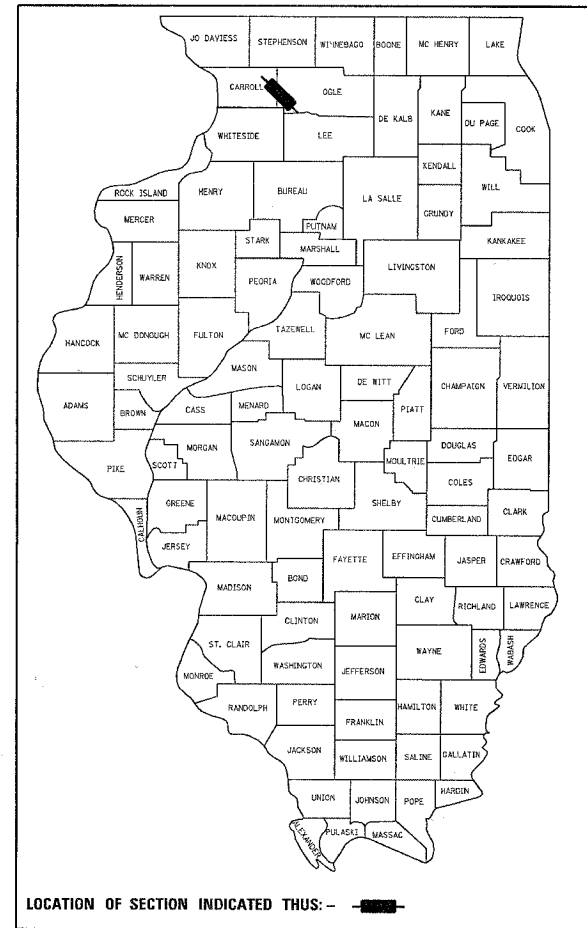 JO DAVIESS STEPHENSON WINNEBAGO BOONE MC HENRY LAKE
CARROLL OGLE
DE KALB KANE DU PAGE COOK
WHITESIDE LEE
KENDALL WILL
ROCK ISLAND HENRY BUREAU LA SALLE
GRUNDY
MERCER PUTNAM
STARK MARSHALL KANKAKEE
HENDERSON WARREN KNOX PEORIA WOODFORD LIVINGSTON
IROQUOIS
HANCOCK MC DONOUGH FULTON TAZEWELL MC LEAN FORD
SCHUYLER MASON
LOGAN DE WITT CHAMPAIGN VERMILION
ADAMS BROWN CASS MENARD PIATT
MACON
MORGAN SANGAMON DOUGLAS
PIKE SCOTT CHRISTIAN MOULTRIE EDGAR
COLES
CALHOUN GREENE MACOUPIN MONTGOMERY SHELBY CUMBERLAND CLARK
JERSEY
FAYETTE EFFINGHAM JASPER CRAWFORD
MADISON BOND
CLAY RICHLAND LAWRENCE
CLINTON MARION
ST. CLAIR WAYNE EDWARDS WABASH
WASHINGTON JEFFERSON
MONROE
RANDOLPH PERRY HAMILTON WHITE
FRANKLIN
JACKSON WILLIAMSON SALINE GALLATIN
HARDIN
UNION JOHNSON POPE
ALEXANDER PULASKI MASSAC
LOCATION OF SECTION INDICATED THUS: -